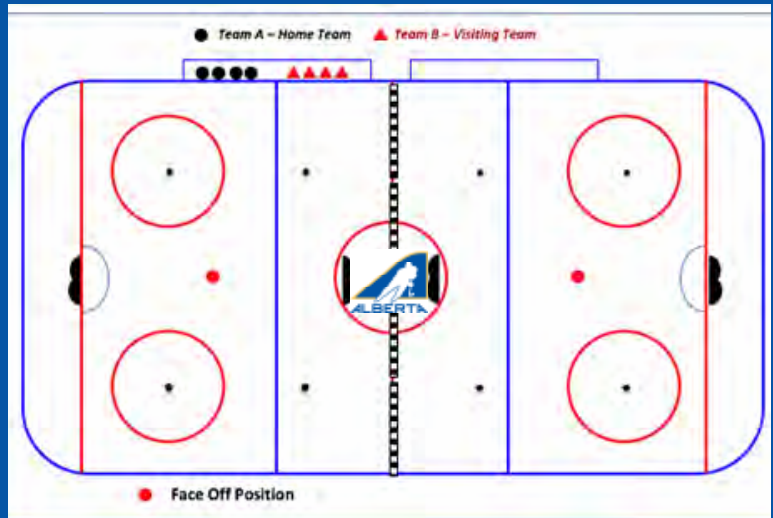 Team A – Home Team
Team B – Visiting Team
ALBERTA
Face Off Position